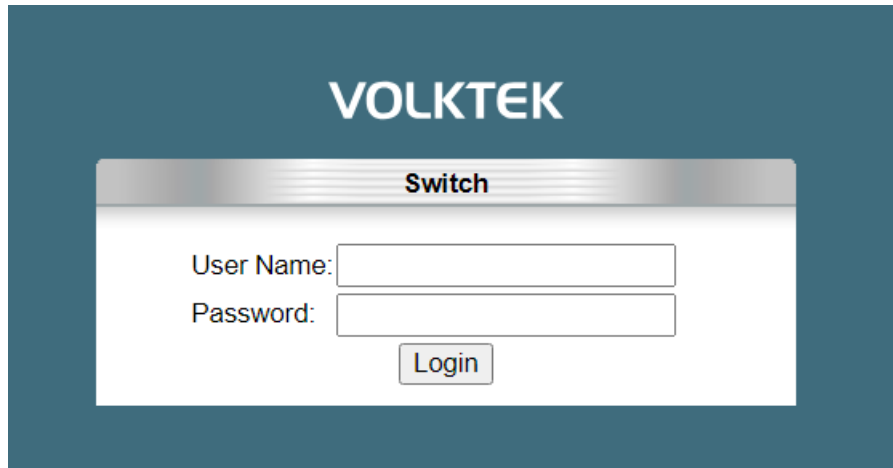 VOLKTEK
Switch
User Name:
Password:
Login